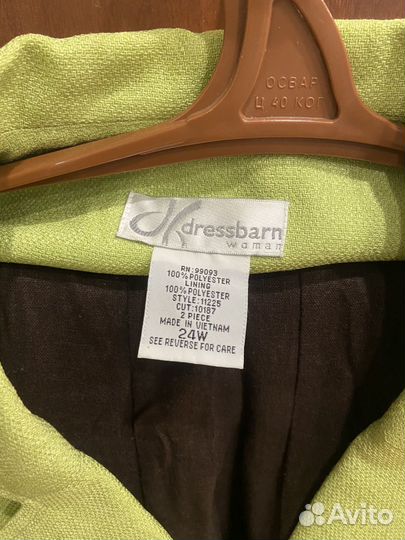 ОСВАР
Ц 40 КОП
dressbarn
woman
RN: 99093
100% POLYESTER
LINING
100% POLYESTER
STYLE: 11225
CUT: 10187
2 PIECE
MADE IN VIETNAM
24W
SEE REVERSE FOR CARE
Avito